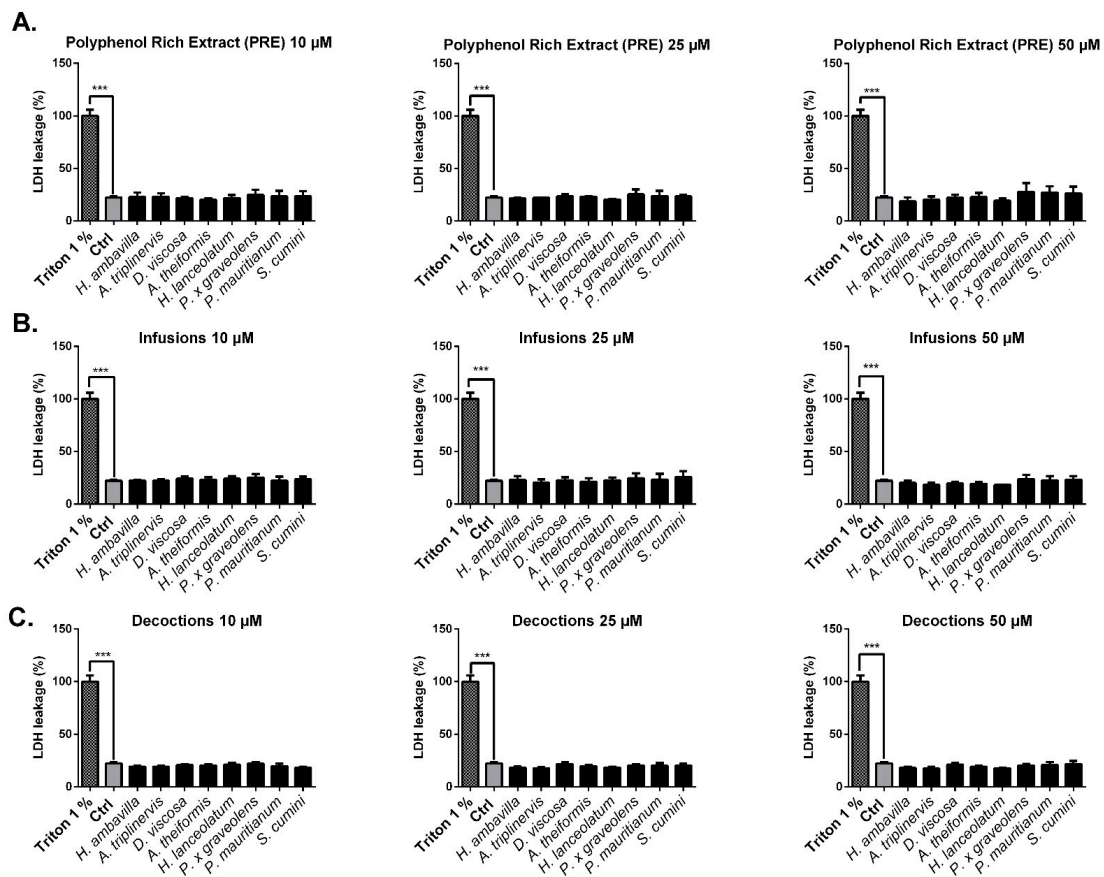 A.
Polyphenol Rich Extract (PRE) 10 µM
Polyphenol Rich Extract (PRE) 25 µM
Polyphenol Rich Extract (PRE) 50 µM
LDH leakage (%)
150
100
50
0
***
Triton 1 %
Ctrl
H. ambavilla
A. triplinervis
D. viscosa
A. theiformis
H. lanceolatum
P. x graveolens
P. mauritianum
S. cumini
LDH leakage (%)
150
100
50
0
***
Triton 1 %
Ctrl
H. ambavilla
A. triplinervis
D. viscosa
A. theiformis
H. lanceolatum
P. x graveolens
P. mauritianum
S. cumini
LDH leakage (%)
150
100
50
0
***
Triton 1 %
Ctrl
H. ambavilla
A. triplinervis
D. viscosa
A. theiformis
H. lanceolatum
P. x graveolens
P. mauritianum
S. cumini
B.
Infusions 10 µM
Infusions 25 µM
Infusions 50 µM
LDH leakage (%)
150
100
50
0
***
Triton 1 %
Ctrl
H. ambavilla
A. triplinervis
D. viscosa
A. theiformis
H. lanceolatum
P. x graveolens
P. mauritianum
S. cumini
LDH leakage (%)
150
100
50
0
***
Triton 1 %
Ctrl
H. ambavilla
A. triplinervis
D. viscosa
A. theiformis
H. lanceolatum
P. x graveolens
P. mauritianum
S. cumini
LDH leakage (%)
150
100
50
0
***
Triton 1 %
Ctrl
H. ambavilla
A. triplinervis
D. viscosa
A. theiformis
H. lanceolatum
P. x graveolens
P. mauritianum
S. cumini
C.
Decoctions 10 µM
Decoctions 25 µM
Decoctions 50 µM
LDH leakage (%)
150
100
50
0
***
Triton 1 %
Ctrl
H. ambavilla
A. triplinervis
D. viscosa
A. theiformis
H. lanceolatum
P. x graveolens
P. mauritianum
S. cumini
LDH leakage (%)
150
100
50
0
***
Triton 1 %
Ctrl
H. ambavilla
A. triplinervis
D. viscosa
A. theiformis
H. lanceolatum
P. x graveolens
P. mauritianum
S. cumini
LDH leakage (%)
150
100
50
0
***
Triton 1 %
Ctrl
H. ambavilla
A. triplinervis
D. viscosa
A. theiformis
H. lanceolatum
P. x graveolens
P. mauritianum
S. cumini